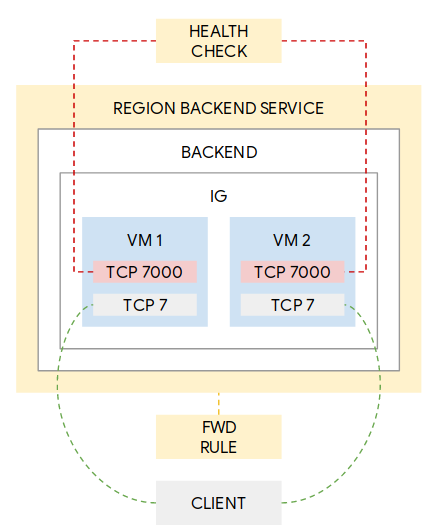 HEALTH
CHECK
REGION BACKEND SERVICE
BACKEND
IG
VM 1
VM 2
TCP 7000
TCP 7000
TCP 7
TCP 7
FWD
RULE
CLIENT